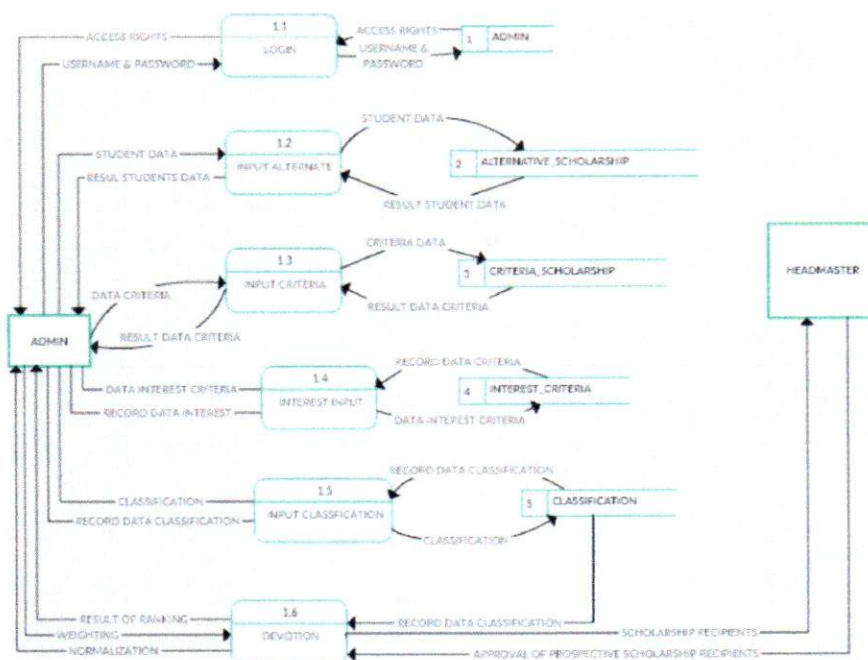 1.1
LOGIN
ACCESS RIGHTS
USERNAME & PASSWORD
ACCESS RIGHTS
USERNAME &
PASSWORD
1
ADMIN
1.2
INPUT ALTERNATE
STUDENT DATA
RESUL STUDENTS DATA
STUDENT DATA
RESULT STUDENT DATA
2
ALTERNATIVE_SCHOLARSHIP
1.3
INPUT CRITERIA
DATA CRITERIA
RESULT DATA CRITERIA
CRITERIA DATA
RESULT DATA CRITERIA
3
CRITERIA_SCHOLARSHIP
HEADMASTER
ADMIN
1.4
INTEREST INPUT
DATA INTEREST CRITERIA
RECORD DATA INTEREST
RECORD DATA CRITERIA
DATA INTEREST CRITERIA
4
INTEREST_CRITERIA
1.5
INPUT CLASSIFICATION
CLASSIFICATION
RECORD DATA CLASSIFICATION
RECORD DATA CLASSIFICATION
CLASSIFICATION
5
CLASSIFICATION
1.6
DEVOTION
RESULT OF RANKING
WEIGHTING
NORMALIZATION
RECORD DATA CLASSIFICATION
SCHOLARSHIP RECIPIENTS
APPROVAL OF PROSPECTIVE SCHOLARSHIP RECIPIENTS